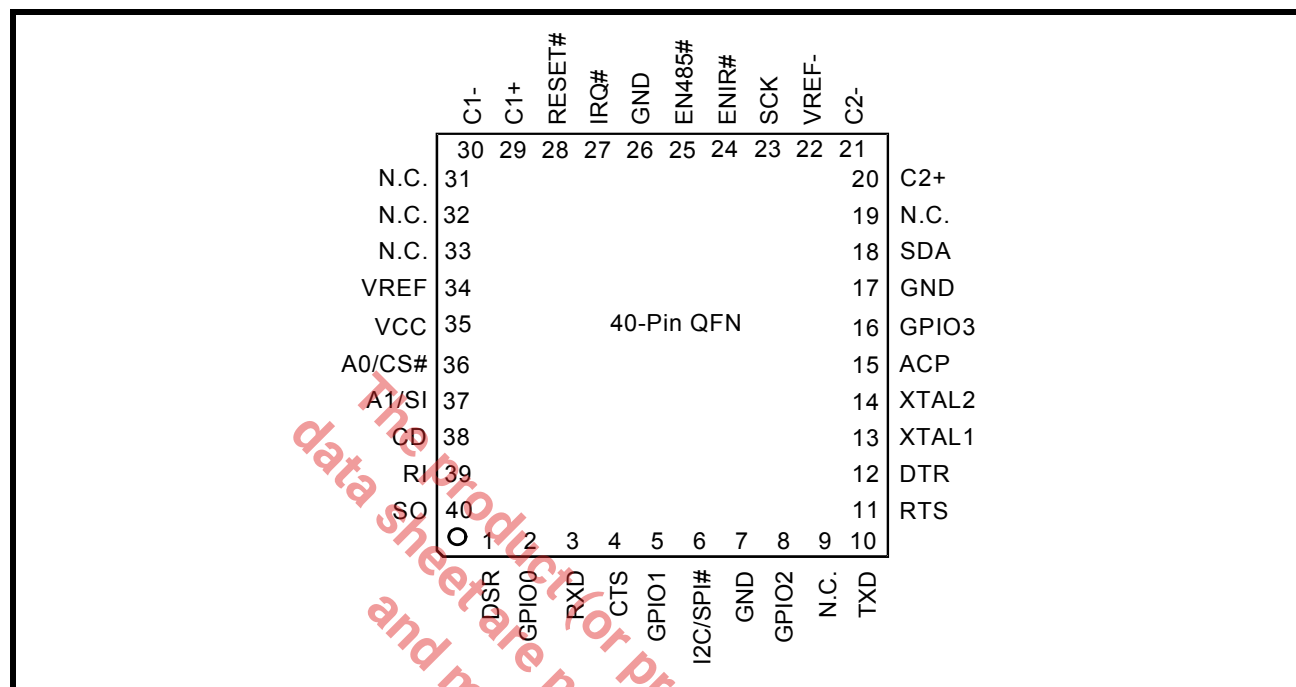 C1-
C1+
RESET#
IRQ#
GND
EN485#
ENIR#
SCK
VREF-
C2-
30 29 28 27 26 25 24 23 22 21
N.C. 31
N.C. 32
N.C. 33
VREF 34
VCC 35
A0/CS# 36
A1/SI 37
CD 38
RI 39
SO 40
40-Pin QFN
20 C2+
19 N.C.
18 SDA
17 GND
16 GPIO3
15 ACP
14 XTAL2
13 XTAL1
12 DTR
11 RTS
1 2 3 4 5 6 7 8 9 10
DSR
GPIO0
RXD
CTS
GPIO1
I2C/SPI#
GND
GPIO2
N.C.
TXD
The product (or pr
data sheet are
and